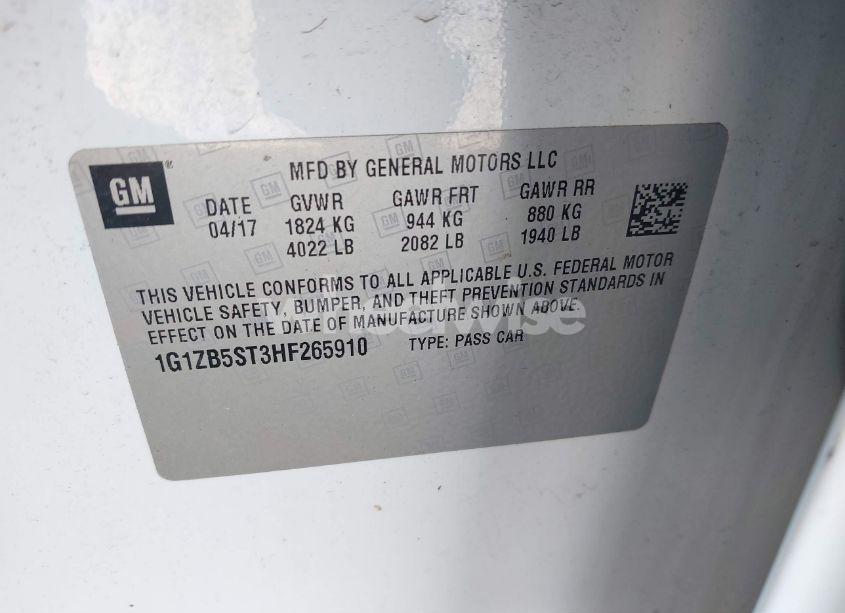 GM
MFD BY GENERAL MOTORS LLC
DATE GVWR GAWR FRT GAWR RR
04/17 1824 KG 944 KG 880 KG
4022 LB 2082 LB 1940 LB
THIS VEHICLE CONFORMS TO ALL APPLICABLE U.S. FEDERAL MOTOR
VEHICLE SAFETY, BUMPER, AND THEFT PREVENTION STANDARDS IN
EFFECT ON THE DATE OF MANUFACTURE SHOWN ABOVE.
1G1ZB5ST3HF265910 TYPE: PASS CAR